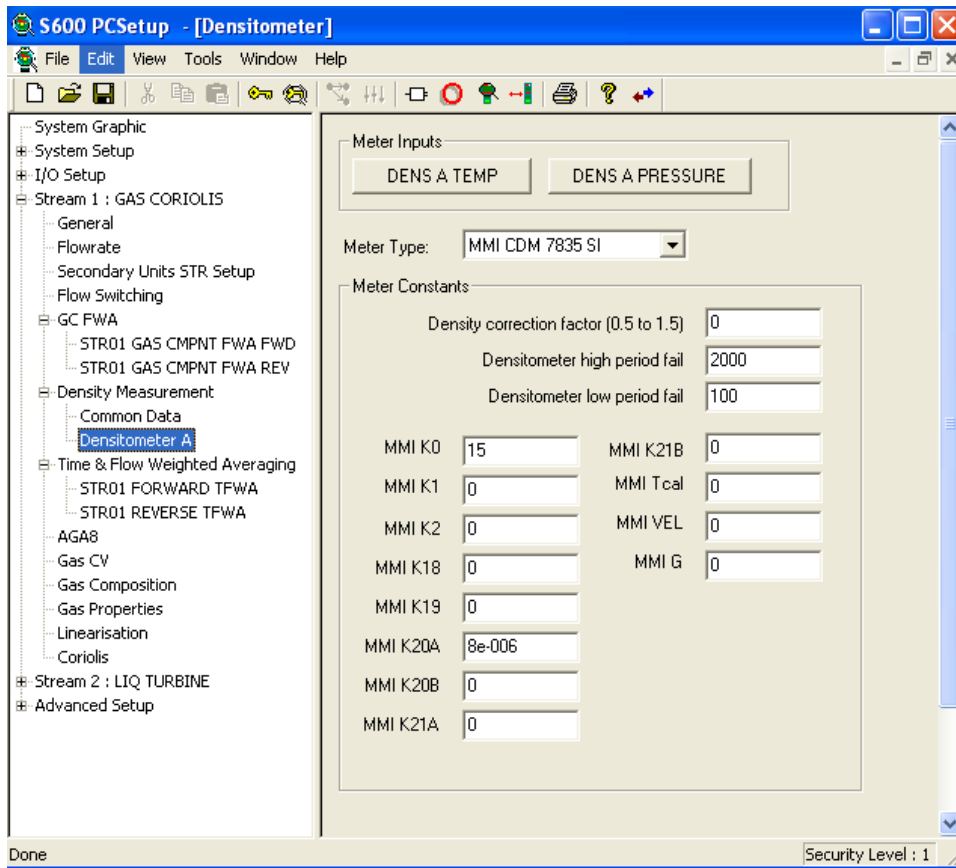 S600 PCSetup - [Densitometer]
File Edit View Tools Window Help
System Graphic
System Setup
I/O Setup
Stream 1 : GAS CORIOLIS
General
Flowrate
Secondary Units STR Setup
Flow Switching
GC FWA
STR01 GAS CMPNT FWA FWD
STR01 GAS CMPNT FWA REV
Density Measurement
Common Data
Densitometer A
Time & Flow Weighted Averaging
STR01 FORWARD TFWA
STR01 REVERSE TFWA
AGA8
Gas CV
Gas Composition
Gas Properties
Linearisation
Coriolis
Stream 2 : LIQ TURBINE
Advanced Setup
Meter Inputs
DENS A TEMP DENS A PRESSURE
Meter Type: MMI CDM 7835 SI
Meter Constants
Density correction factor (0.5 to 1.5) 0
Densitometer high period fail 2000
Densitometer low period fail 100
MMI K0 15 MMI K21B 0
MMI K1 0 MMI Tcal 0
MMI K2 0 MMI VEL 0
MMI K18 0 MMI G 0
MMI K19 0
MMI K20A 8e-006
MMI K20B 0
MMI K21A 0
Done Security Level : 1